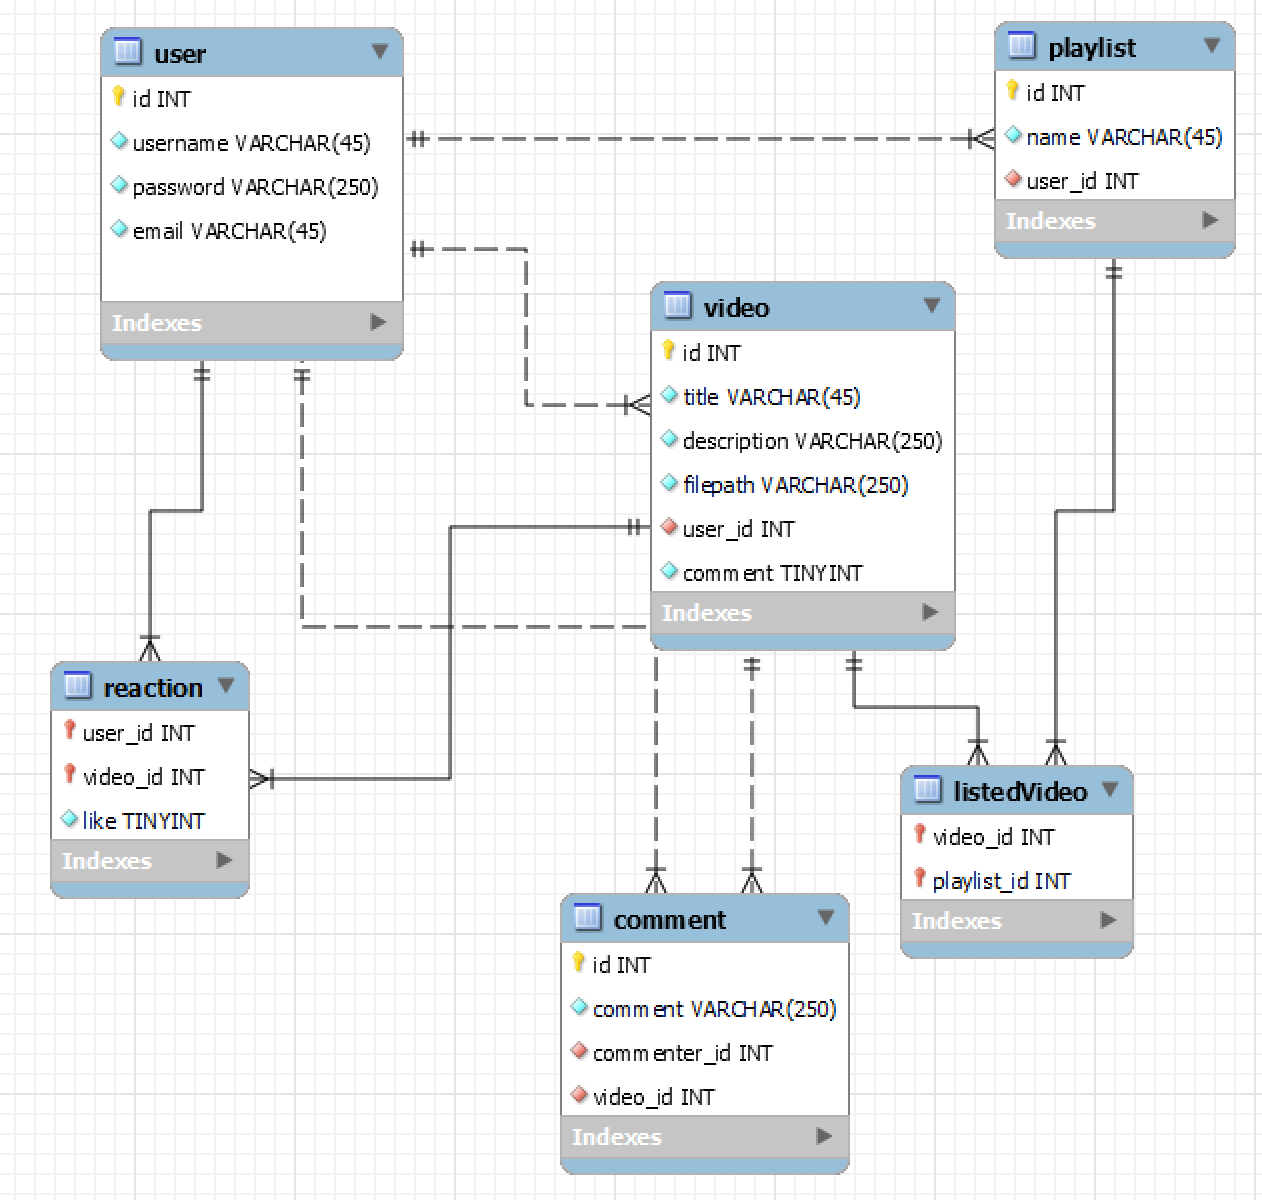 user
id INT
username VARCHAR(45)
password VARCHAR(250)
email VARCHAR(45)
Indexes
playlist
id INT
name VARCHAR(45)
user_id INT
Indexes
video
id INT
title VARCHAR(45)
description VARCHAR(250)
filepath VARCHAR(250)
user_id INT
comment TINYINT
Indexes
reaction
user_id INT
video_id INT
like TINYINT
Indexes
listedVideo
video_id INT
playlist_id INT
Indexes
comment
id INT
comment VARCHAR(250)
commenter_id INT
video_id INT
Indexes